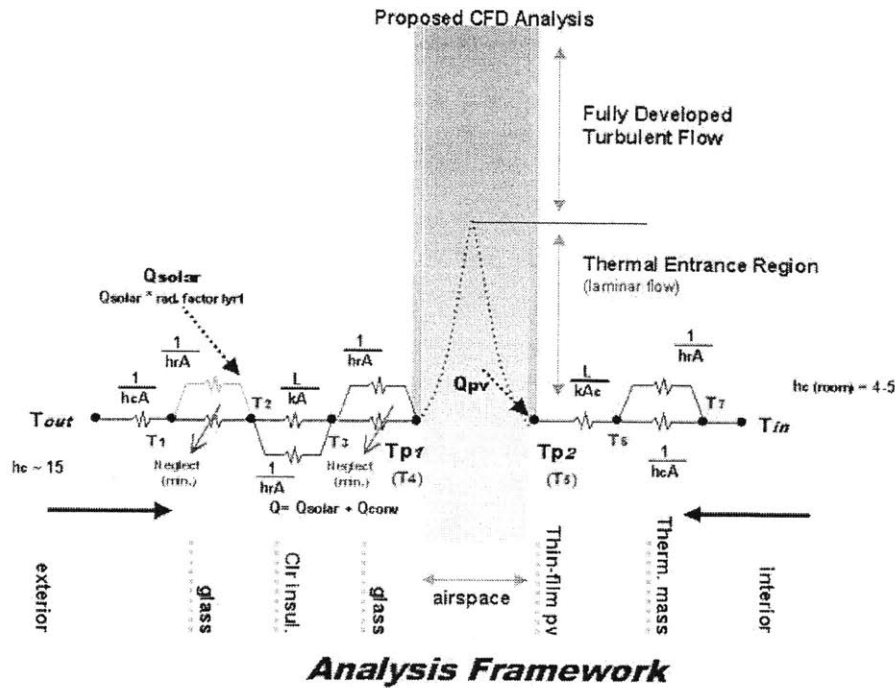 Proposed CFD Analysis
Fully Developed
Turbulent Flow
Thermal Entrance Region
(laminar flow)
Qsolar
Qsolar * rad. factor lyr1
1
hrA
1
hcA
L
kA
1
hrA
Qpv
L
kAc
1
hrA
hc (room) = 4-5
Tout
T1
T2
T3
Tp1
(T4)
Tp2
(T5)
T6
T7
Tin
hc ~ 15
Neglect
(min.)
1
hrA
Neglect
(min.)
1
hcA
Q= Qsolar + Qconv
exterior
glass
Clr insul.
glass
airspace
Thin-film pv
Therm. mass
interior
Analysis Framework